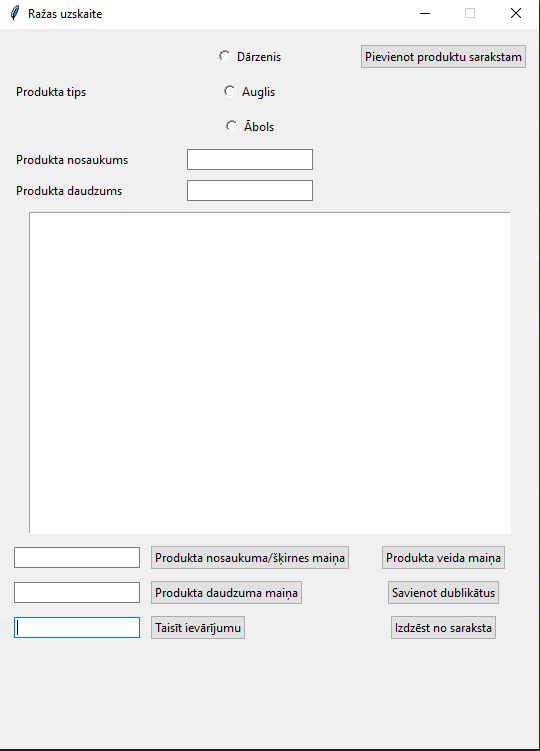 Ražas uzskaite
Dārzenis
Pievienot produktu sarakstam
Produkta tips
Auglis
Ābols
Produkta nosaukums
Produkta daudzums
Produkta nosaukuma/šķirnes maiņa
Produkta veida maiņa
Produkta daudzuma maiņa
Savienot dublikātus
Taisīt ievārījumu
Izdzēst no saraksta